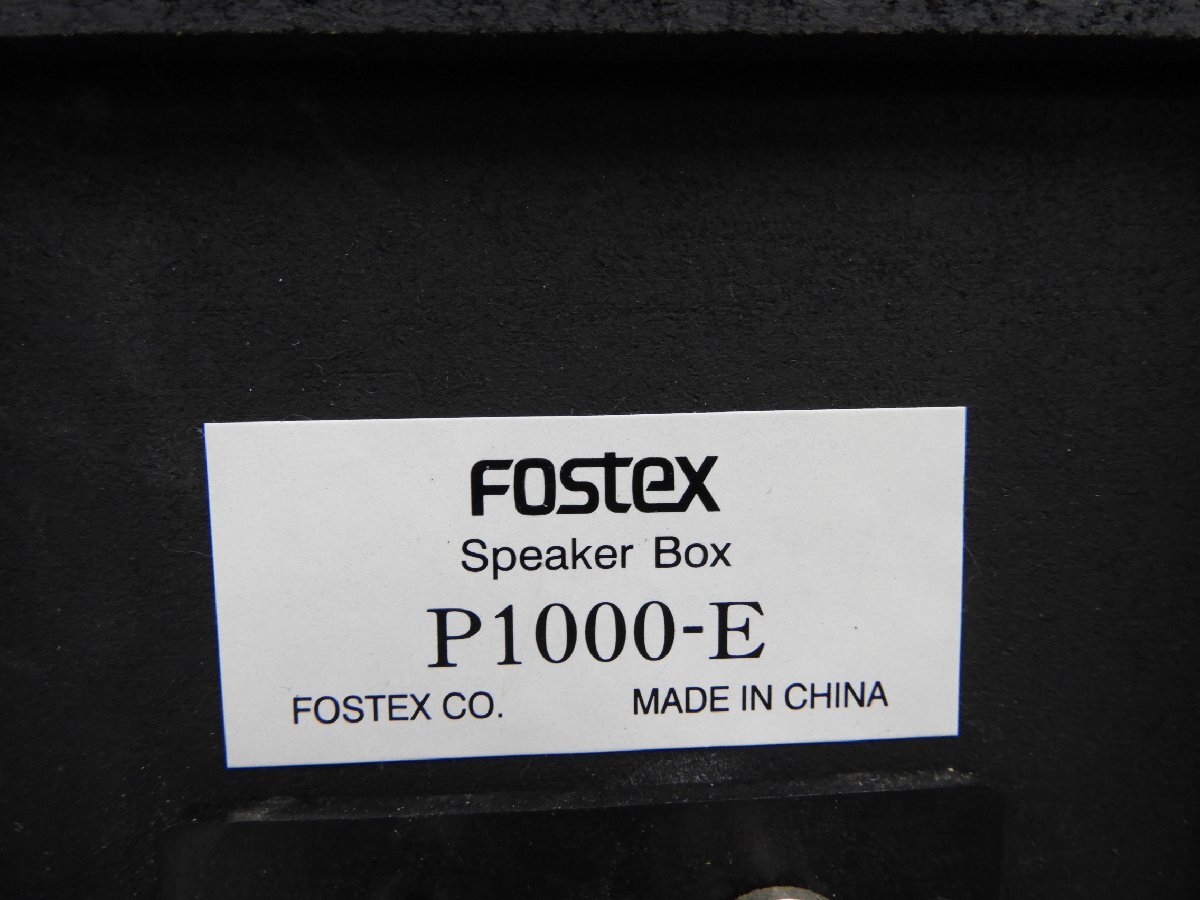 Fostex
Speaker Box
P1000-E
FOSTEX CO. MADE IN CHINA